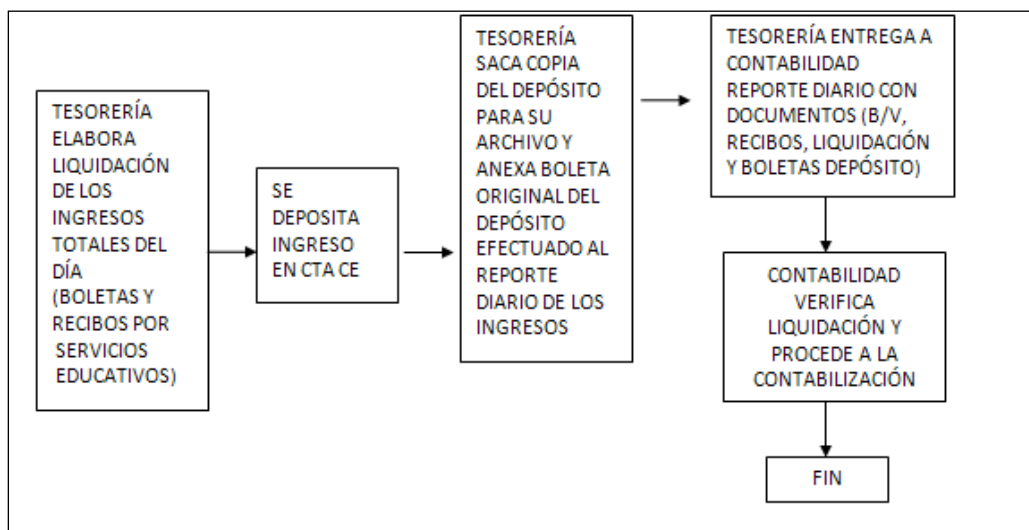 TESORERÍA
ELABORA
LIQUIDACIÓN
DE LOS
INGRESOS
TOTALES DEL
DÍA
(BOLETAS Y
RECIBOS POR
SERVICIOS
EDUCATIVOS)
SE
DEPOSITA
INGRESO
EN CTA CE
TESORERÍA
SACA COPIA
DEL DEPÓSITO
PARA SU
ARCHIVO Y
ANEXA BOLETA
ORIGINAL DEL
DEPÓSITO
EFECTUADO AL
REPORTE
DIARIO DE LOS
INGRESOS
TESORERÍA ENTREGA A
CONTABILIDAD
REPORTE DIARIO CON
DOCUMENTOS (B/V,
RECIBOS, LIQUIDACIÓN
Y BOLETAS DEPÓSITO)
CONTABILIDAD
VERIFICA
LIQUIDACIÓN Y
PROCEDE A LA
CONTABILIZACIÓN
FIN